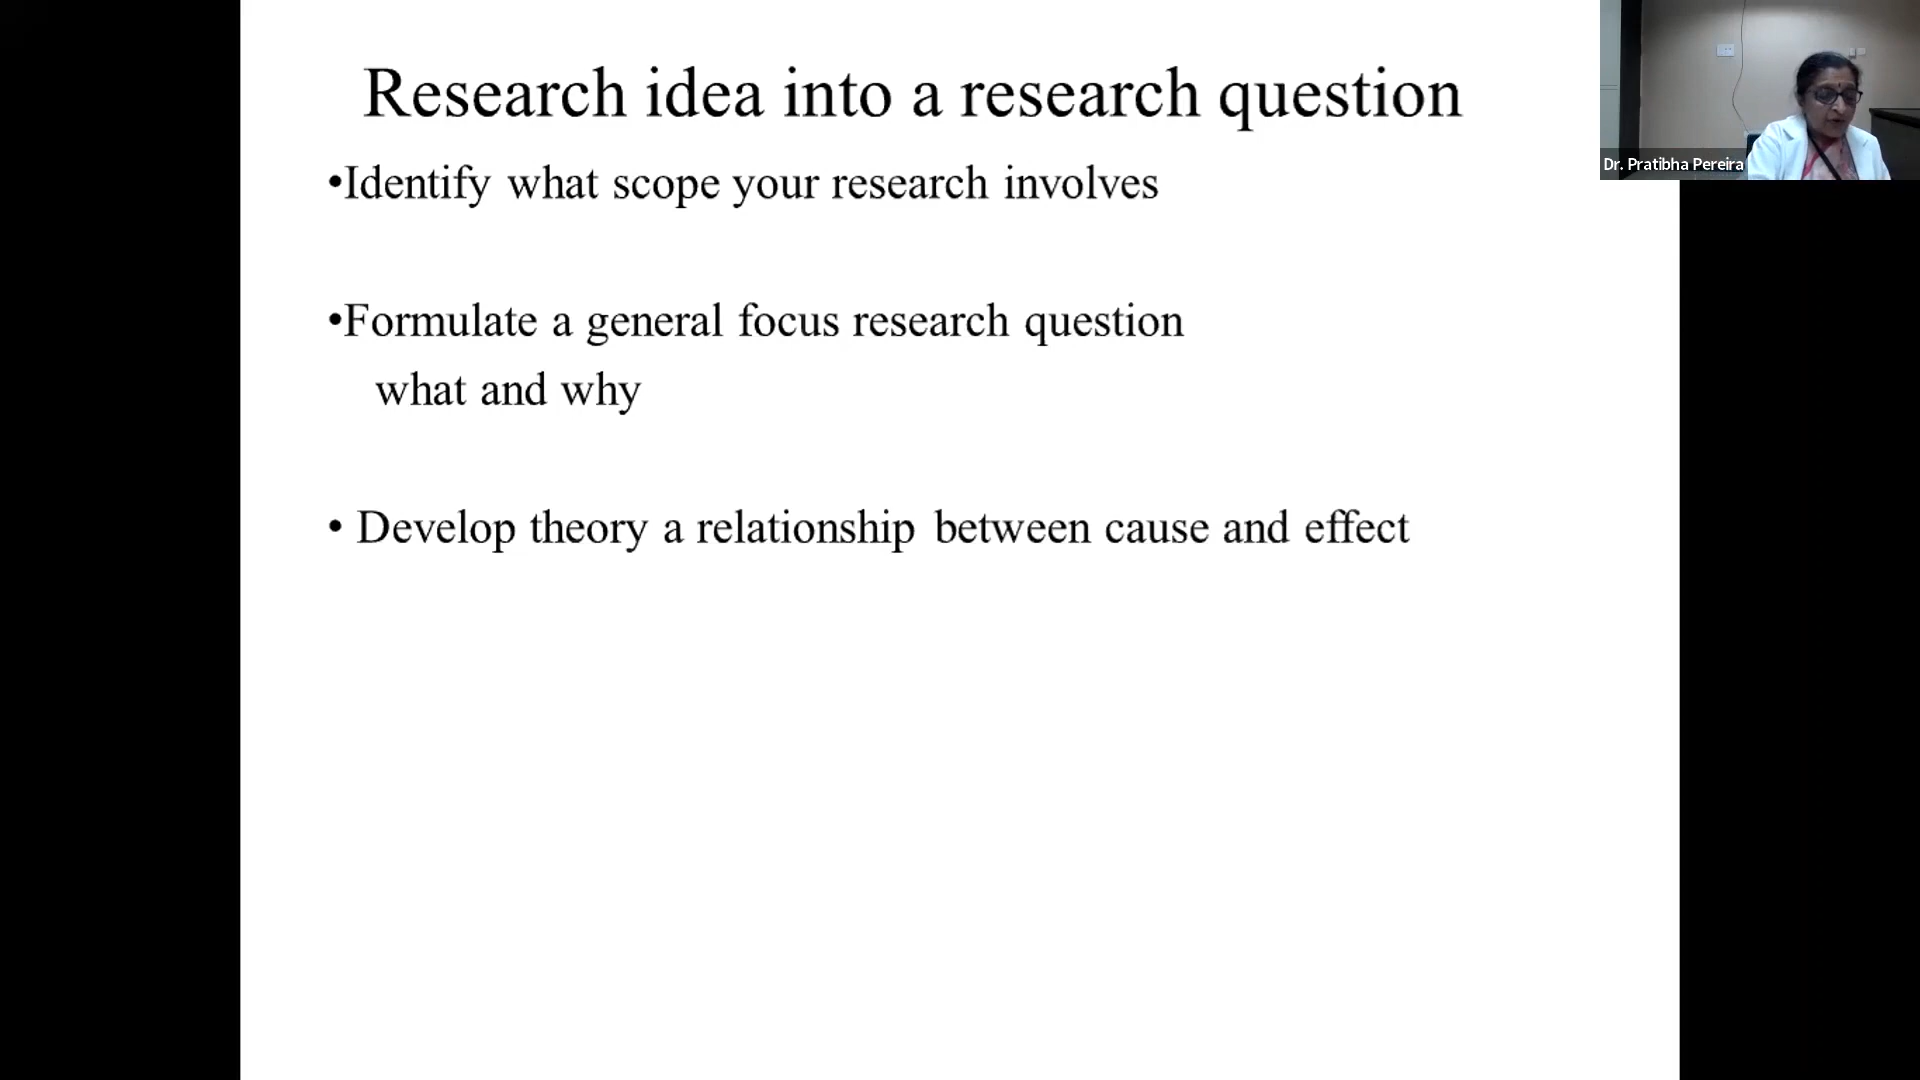 Research idea into a research question
•Identify what scope your research involves
•Formulate a general focus research question
what and why
• Develop theory a relationship between cause and effect
Dr. Pratibha Pereira